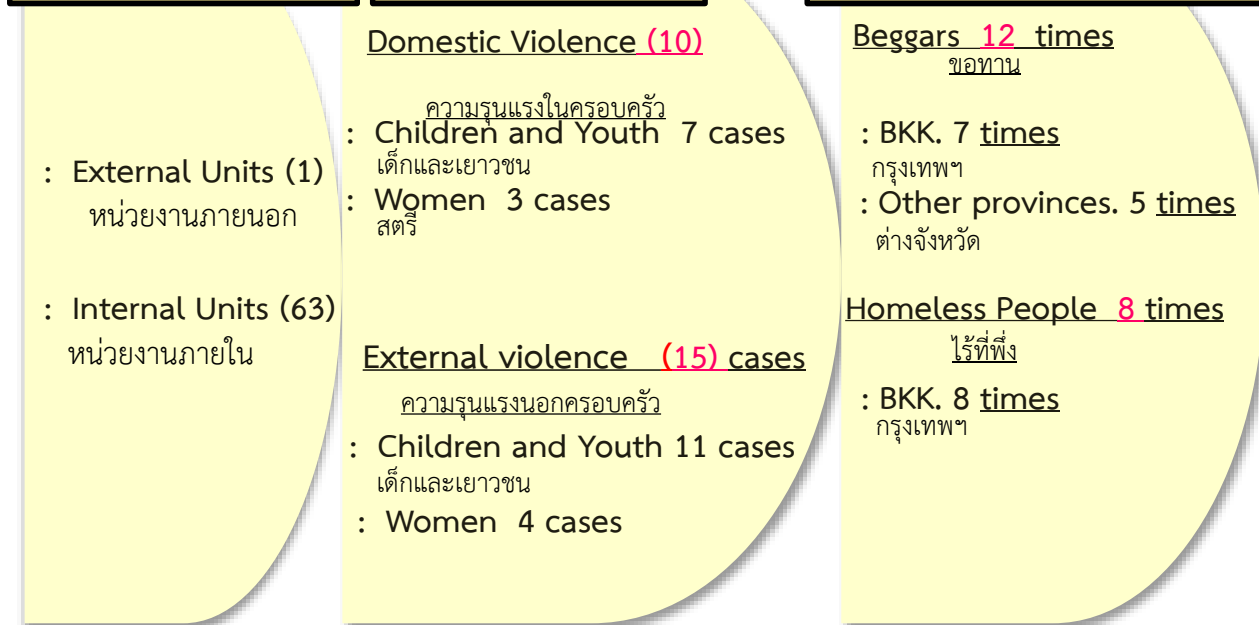 : External Units (1)
หน่วยงานภายนอก
: Internal Units (63)
หน่วยงานภายใน
Domestic Violence (10)
ความรุนแรงในครอบครัว
: Children and Youth 7 cases
เด็กและเยาวชน
: Women 3 cases
สตรี
External violence (15) cases
ความรุนแรงนอกครอบครัว
: Children and Youth 11 cases
เด็กและเยาวชน
: Women 4 cases
Beggars 12 times
ขอทาน
: BKK. 7 times
กรุงเทพฯ
: Other provinces. 5 times
ต่างจังหวัด
Homeless People 8 times
ไร้ที่พึ่ง
: BKK. 8 times
กรุงเทพฯ